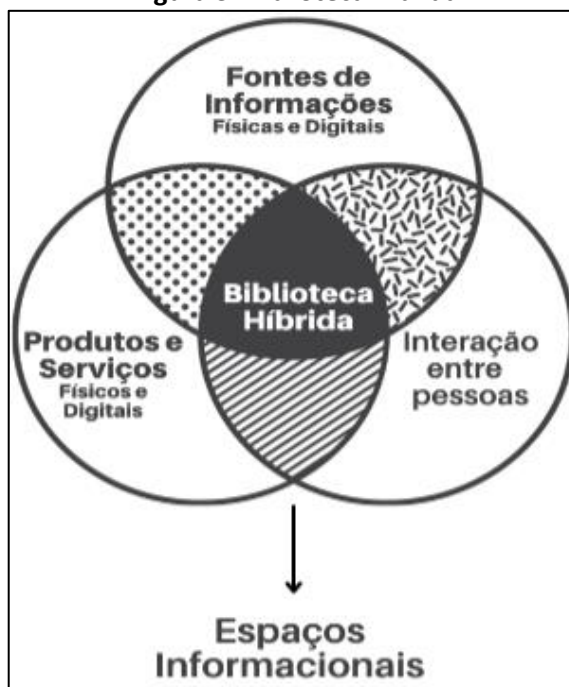 Fontes de
Informações
Físicas e Digitais
Biblioteca
Híbrida
Produtos e
Serviços
Físicos e
Digitais
Interação
entre
pessoas
Espaços
Informacionais